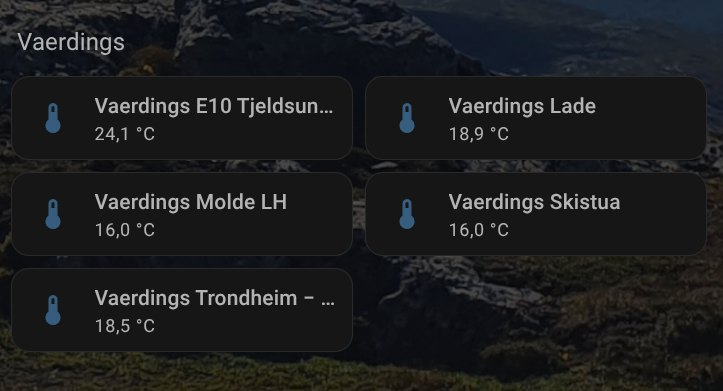 Vaerdings
Vaerdings E10 Tjeldsun…
24,1 °C
Vaerdings Lade
18,9 °C
Vaerdings Molde LH
16,0 °C
Vaerdings Skistua
16,0 °C
Vaerdings Trondheim – …
18,5 °C